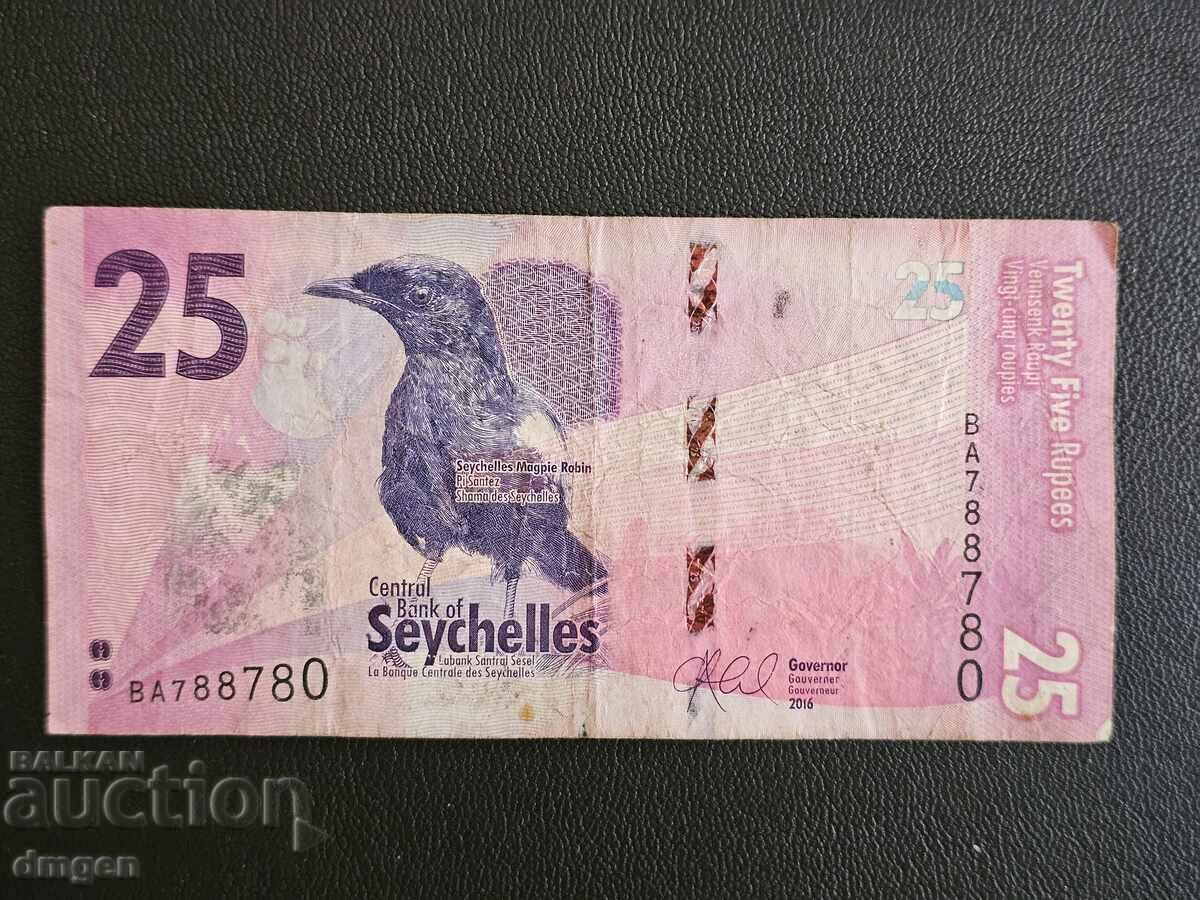 25
25
Twenty Five Rupees
Vennsenk Roupi
Vingt-cinq roupies
BA788780
25
Seychelles Magpie Robin
Pi Santez
Shama des Seychelles
Central
Bank of
Seychelles
Labank Santral Sesel
La Banque Centrale des Seychelles
BA788780
Governor
Gouverner
Gouverneur
2016
BALKAN
auction
dmgen